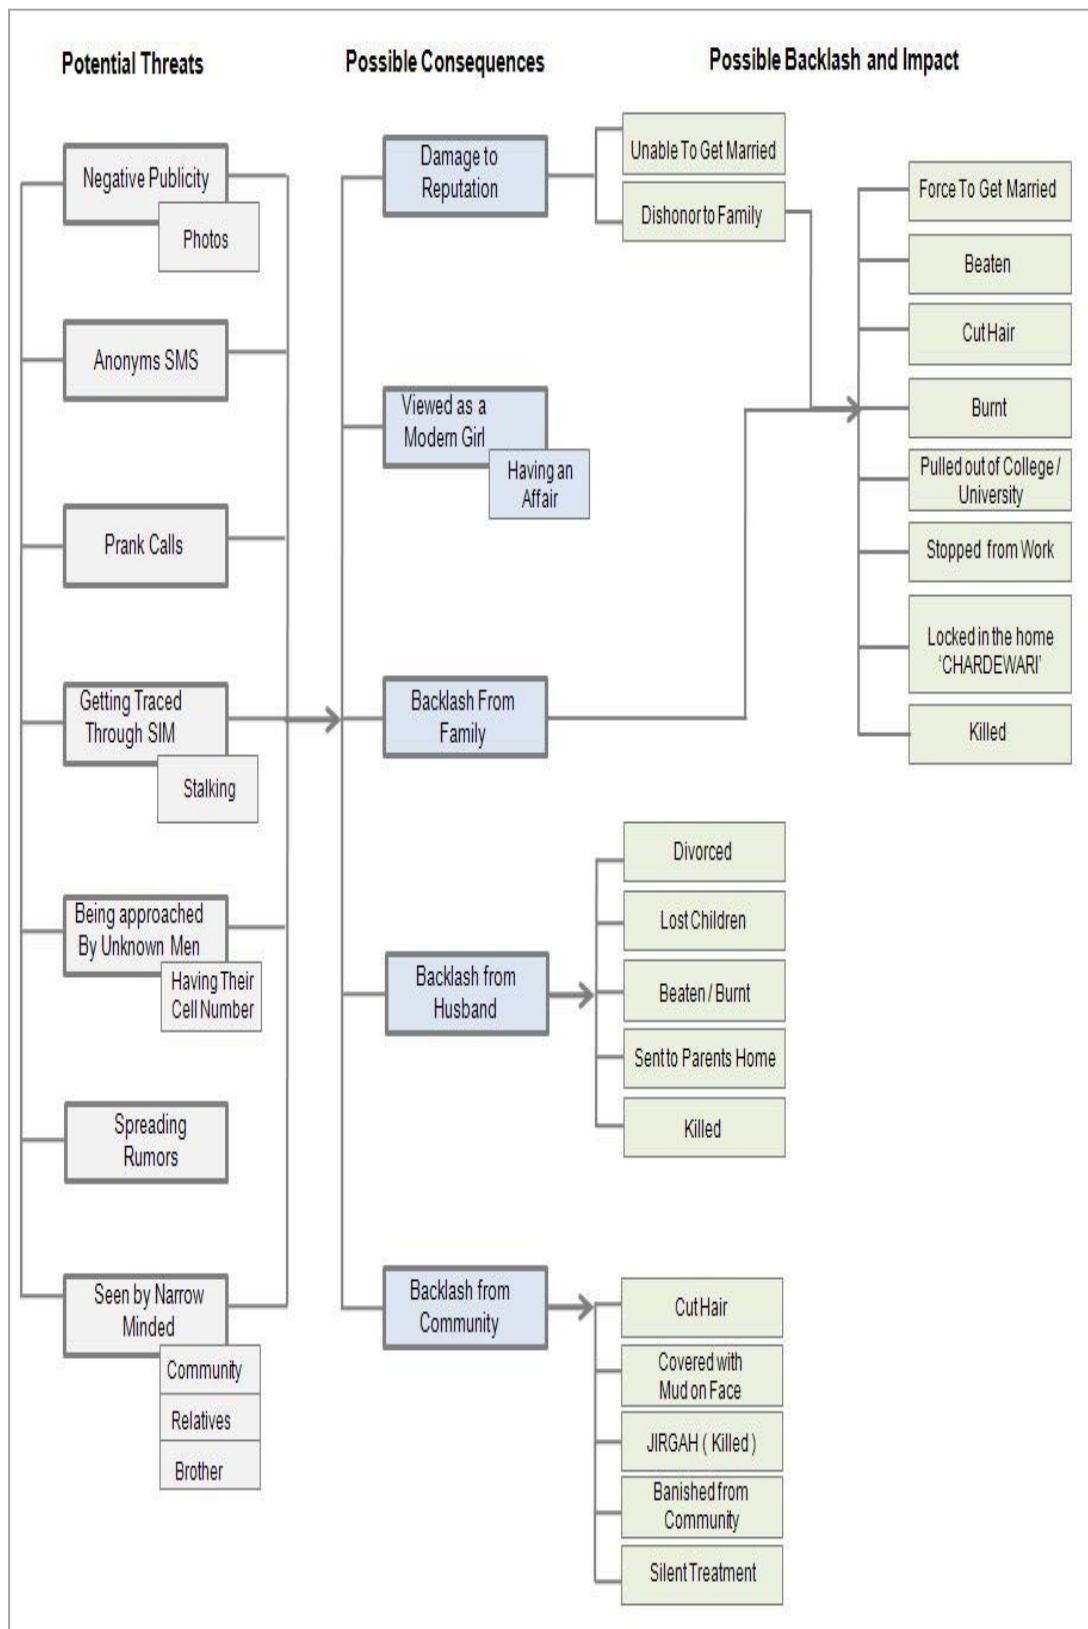 Potential Threats
Possible Consequences
Possible Backlash and Impact
Negative Publicity
Photos
Anonyms SMS
Prank Calls
Getting Traced
Through SIM
Stalking
Being approached
By Unknown Men
Having Their
Cell Number
Spreading
Rumors
Seen by Narrow
Minded
Community
Relatives
Brother
Damage to
Reputation
Viewed as a
Modern Girl
Having an
Affair
Backlash From
Family
Backlash from
Husband
Backlash from
Community
Unable To Get Married
Dishonor to Family
Force To Get Married
Beaten
Cut Hair
Burnt
Pulled out of College /
University
Stopped from Work
Locked in the home
‘CHARDEWARI’
Killed
Divorced
Lost Children
Beaten / Burnt
Sent to Parents Home
Killed
Cut Hair
Covered with
Mud on Face
JIRGAH ( Killed )
Banished from
Community
Silent Treatment